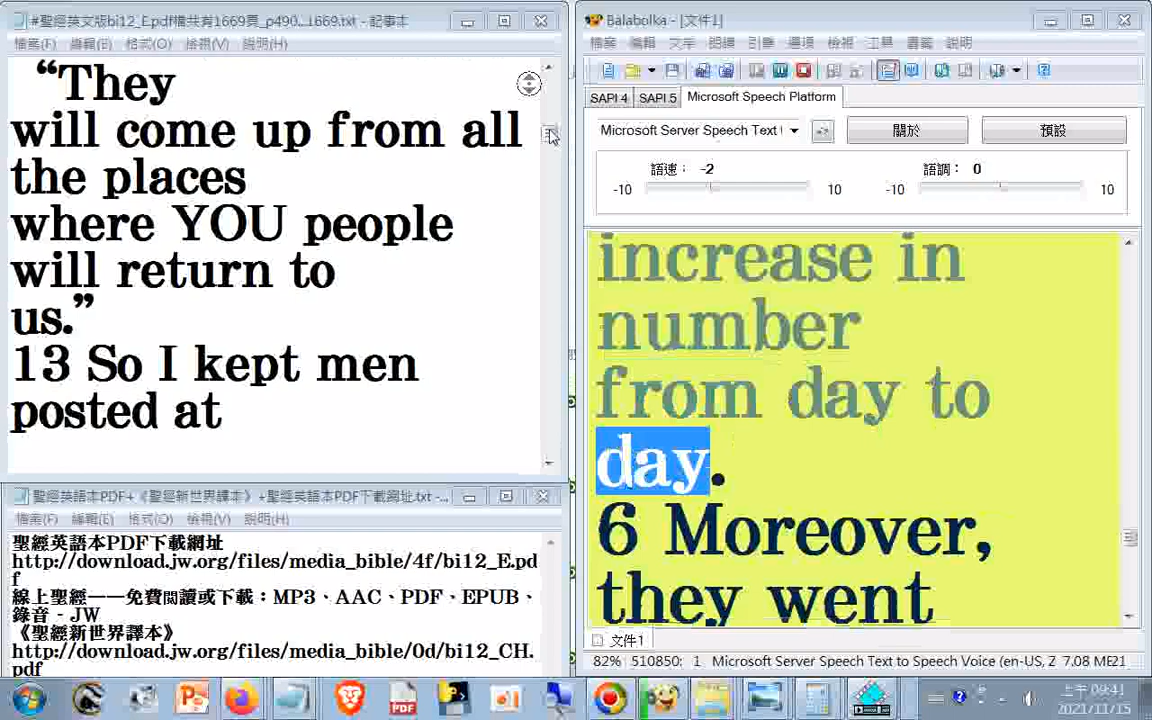 #聖經英文版bi12_E.pdf檔共有1669頁_p490...1669.txt - 記事本
檔案(F) 編輯(E) 格式(O) 檢視(V) 說明(H)
“They
will come up from all
the places
where YOU people
will return to
us.”
13 So I kept men
posted at
聖經英語本PDF+《聖經新世界譯本》+聖經英語本PDF下載網址.txt -...
檔案(F) 編輯(E) 格式(O) 檢視(V) 說明(H)
聖經英語本PDF下載網址
http://download.jw.org/files/media_bible/4f/bi12_E.pd
f
線上聖經——免費閱讀或下載：MP3、AAC、PDF、EPUB、
錄音 - JW
《聖經新世界譯本》
http://download.jw.org/files/media_bible/0d/bi12_CH.
pdf
Balabolka - [文件1]
檔案 編輯 文字 朗讀 引擎 選項 檢視 工具 書籤 說明
SAPI 4 SAPI 5 Microsoft Speech Platform
Microsoft Server Speech Text 關於 預設
語速： -2 語調： 0
-10 10 -10 10
increase in
number
from day to
day.
6 Moreover,
they went
文件1
82% 510850: 1 Microsoft Server Speech Text to Speech Voice (en-US, Z 7.08 ME21
上午 09:41
2021/11/15